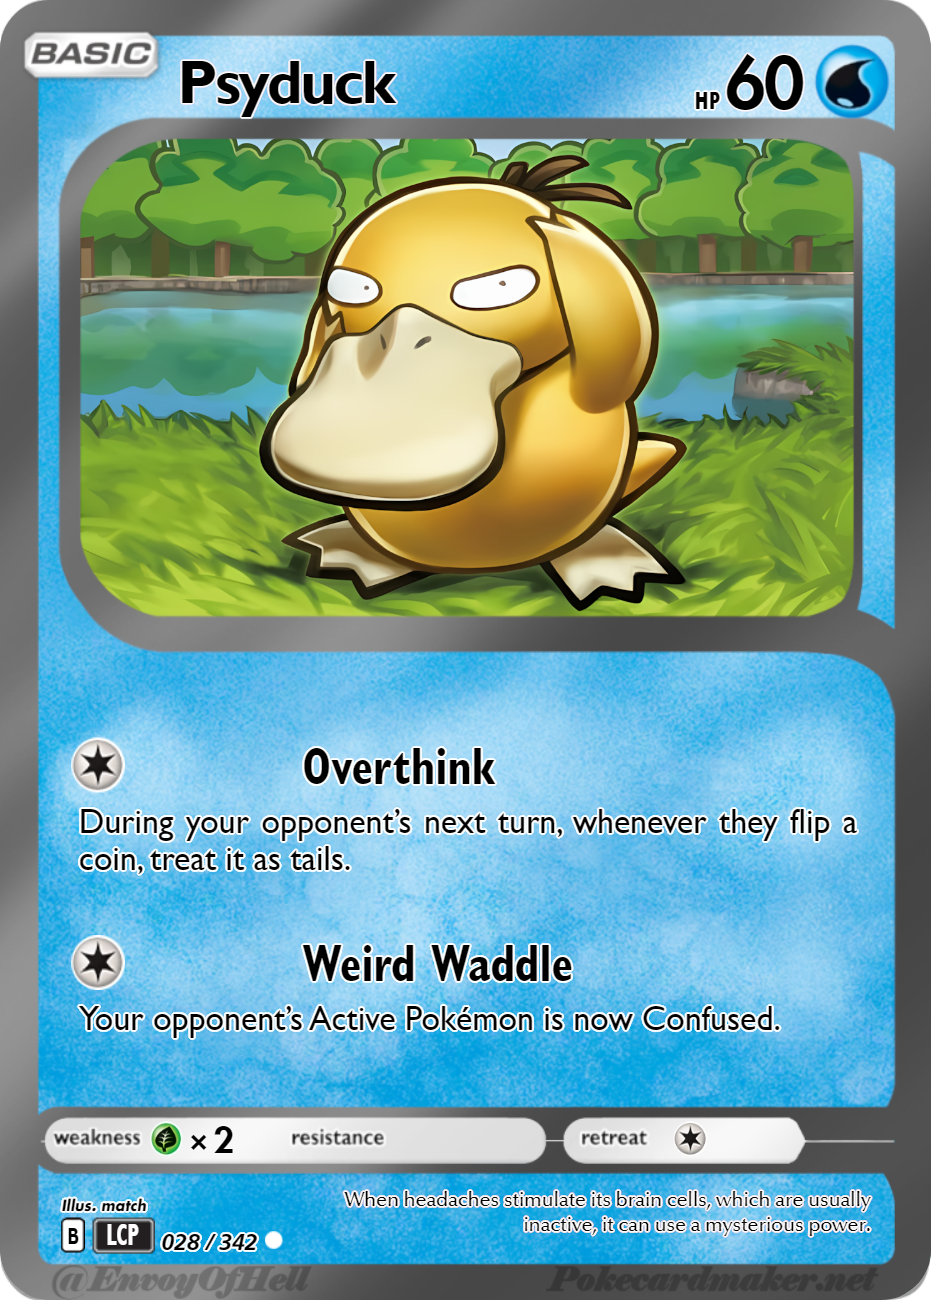 BASIC
Psyduck
HP 60
Overthink
During your opponent's next turn, whenever they flip a
coin, treat it as tails.
Weird Waddle
Your opponent's Active Pokémon is now Confused.
weakness × 2 resistance retreat
Illus. match
B LCP 028 / 342
When headaches stimulate its brain cells, which are usually
inactive, it can use a mysterious power.
@EnvoyOfHell Pokecardmaker.net